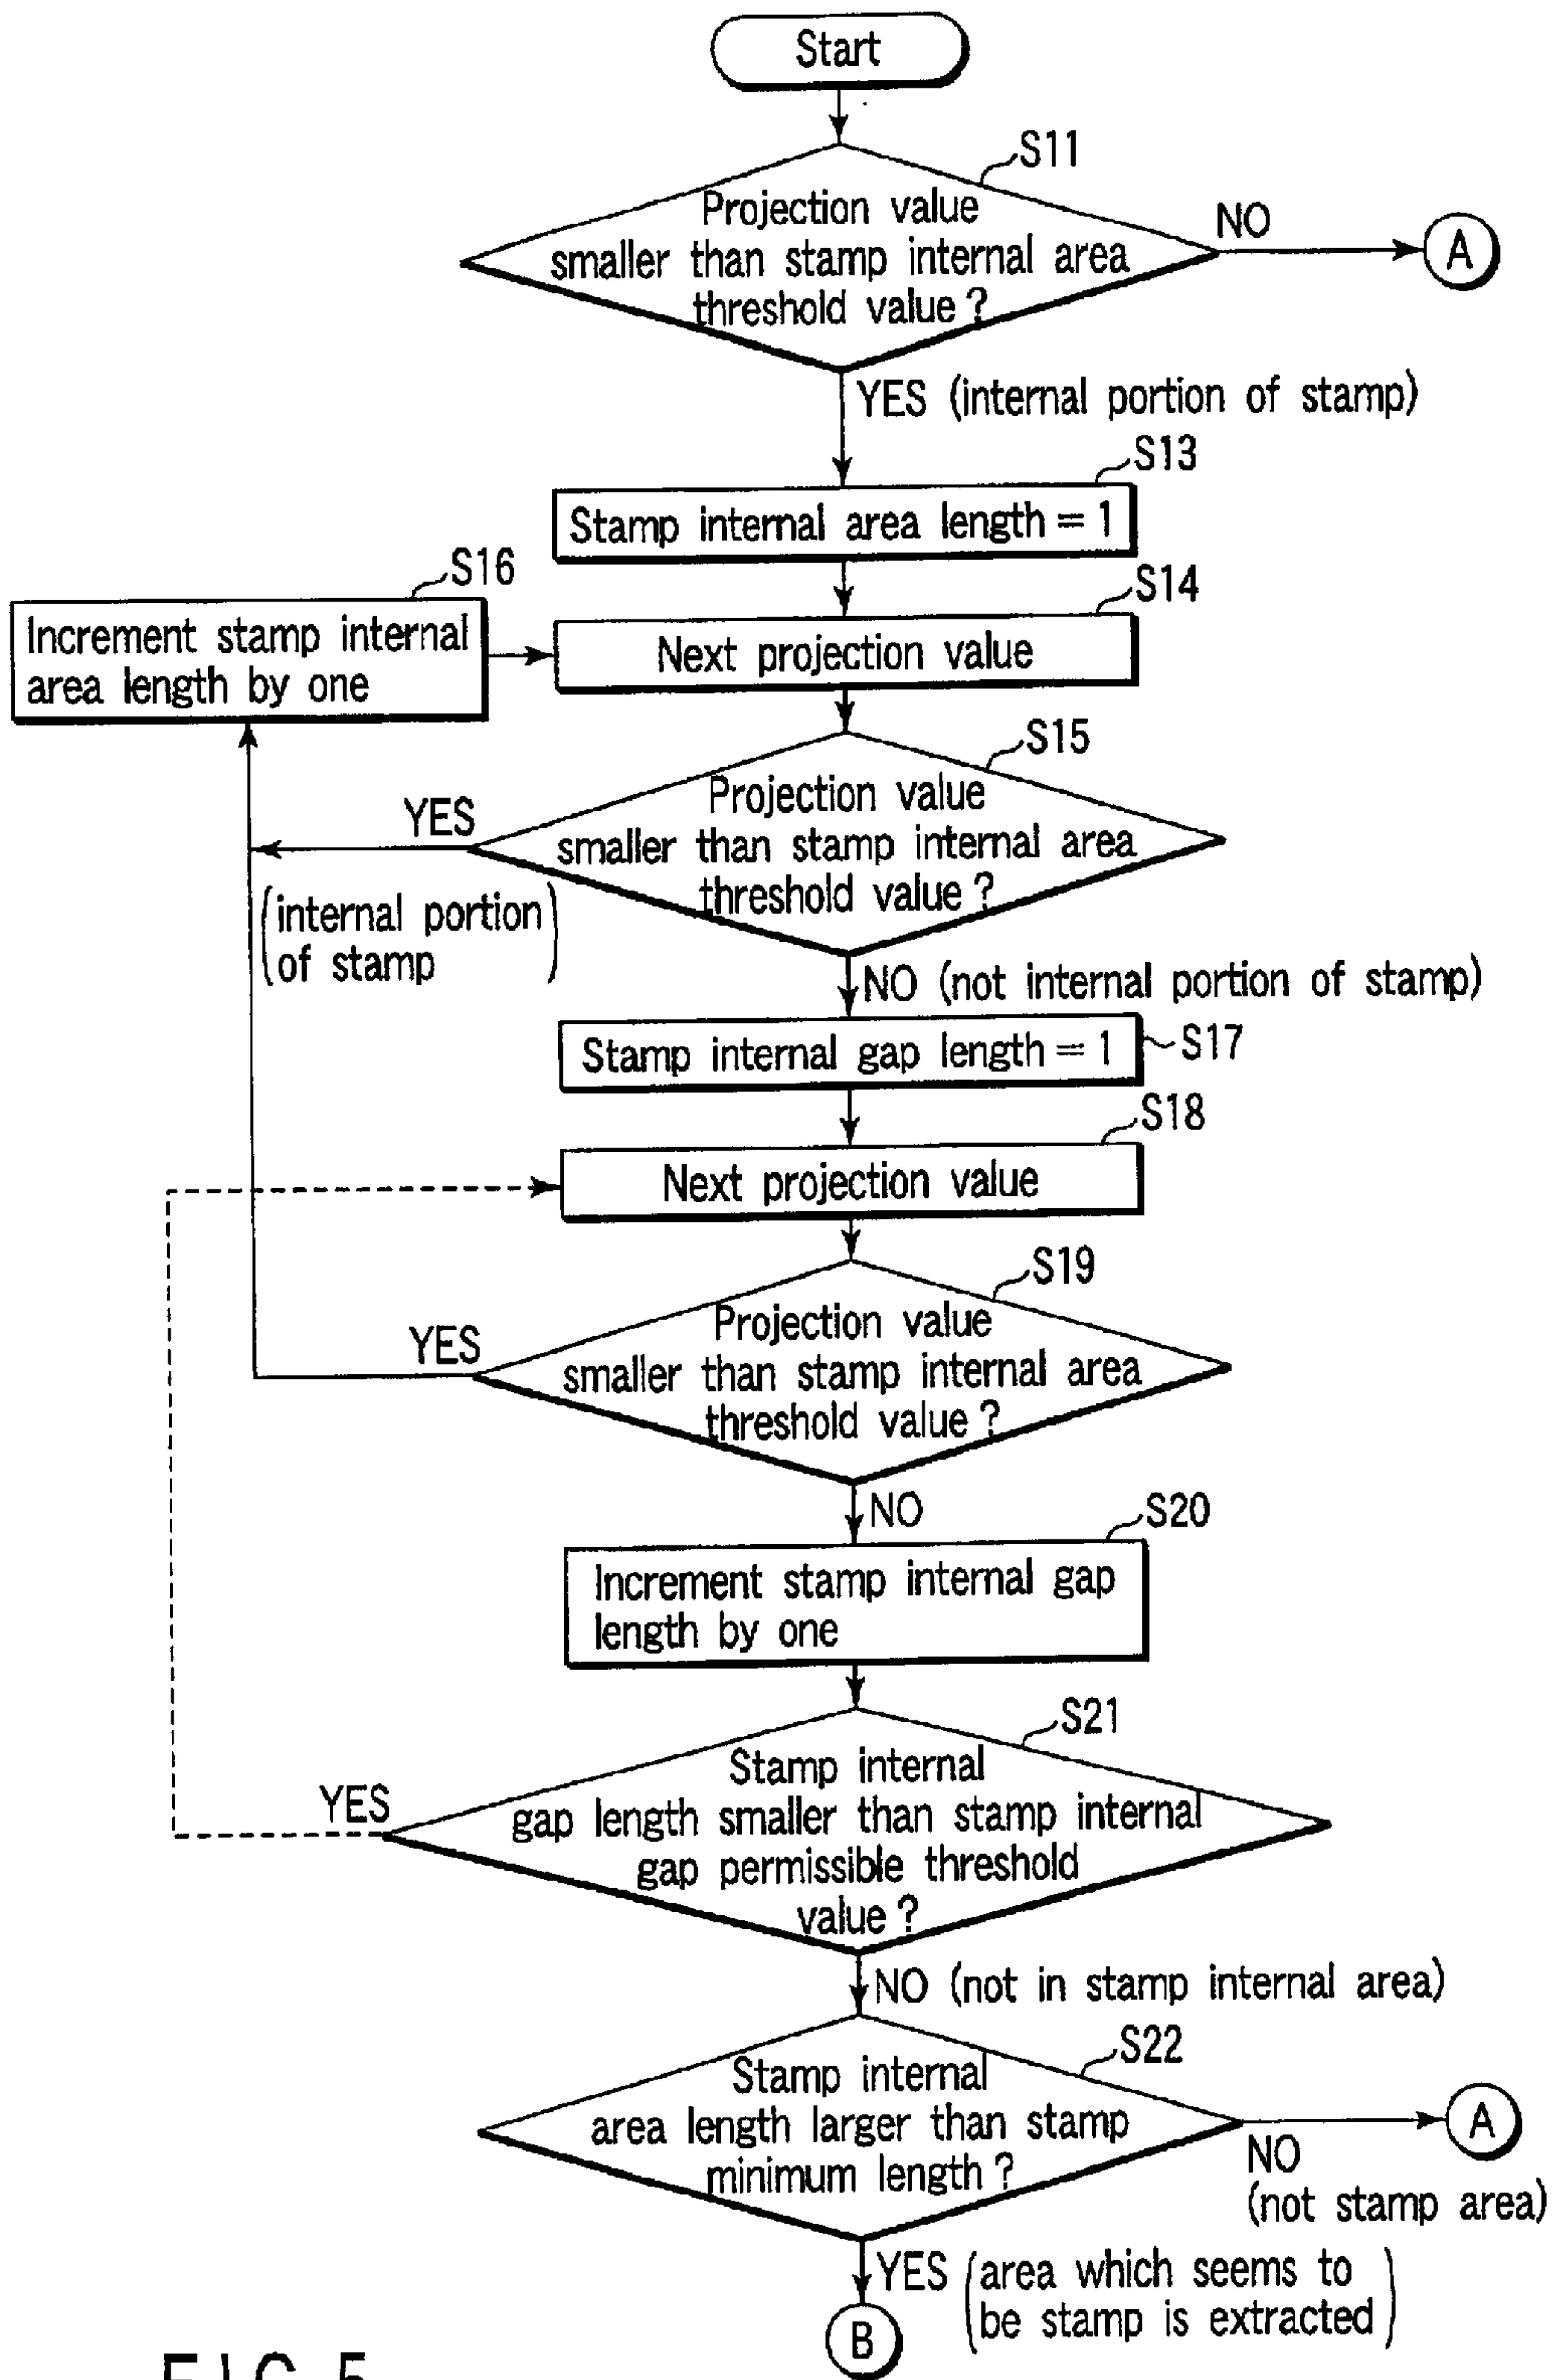 Start
S11
Projection value
smaller than stamp internal area
threshold value?
NO
A
YES (internal portion of stamp)
S13
Stamp internal area length = 1
S16
Increment stamp internal
area length by one
S14
Next projection value
S15
Projection value
smaller than stamp internal area
threshold value?
YES
(internal portion
of stamp)
NO (not internal portion of stamp)
Stamp internal gap length = 1
S17
S18
Next projection value
S19
Projection value
smaller than stamp internal area
threshold value?
YES
NO
S20
Increment stamp internal gap
length by one
S21
Stamp internal
gap length smaller than stamp internal
gap permissible threshold
value?
YES
NO (not in stamp internal area)
S22
Stamp internal
area length larger than stamp
minimum length?
A
NO
(not stamp area)
YES (area which seems to
be stamp is extracted)
B
FIG. 5